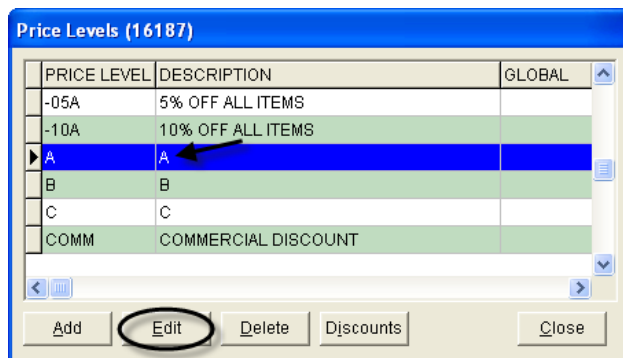 Price Levels (16187)
PRICE LEVEL DESCRIPTION GLOBAL
-05A 5% OFF ALL ITEMS
-10A 10% OFF ALL ITEMS
A A
B B
C C
COMM COMMERCIAL DISCOUNT
Add Edit Delete Discounts Close